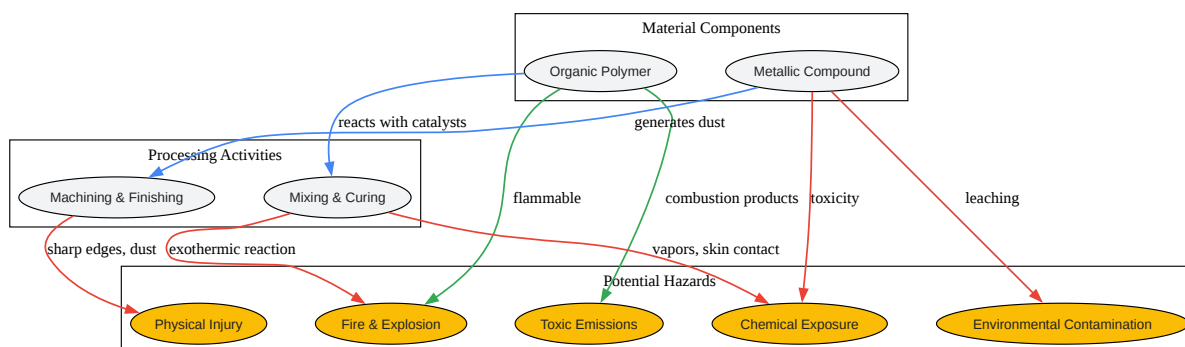 Material Components
Organic Polymer
Metallic Compound
reacts with catalysts
generates dust
Processing Activities
Machining & Finishing
Mixing & Curing
flammable
combustion products
toxicity
leaching
sharp edges, dust
exothermic reaction
vapors, skin contact
Potential Hazards
Physical Injury
Fire & Explosion
Toxic Emissions
Chemical Exposure
Environmental Contamination